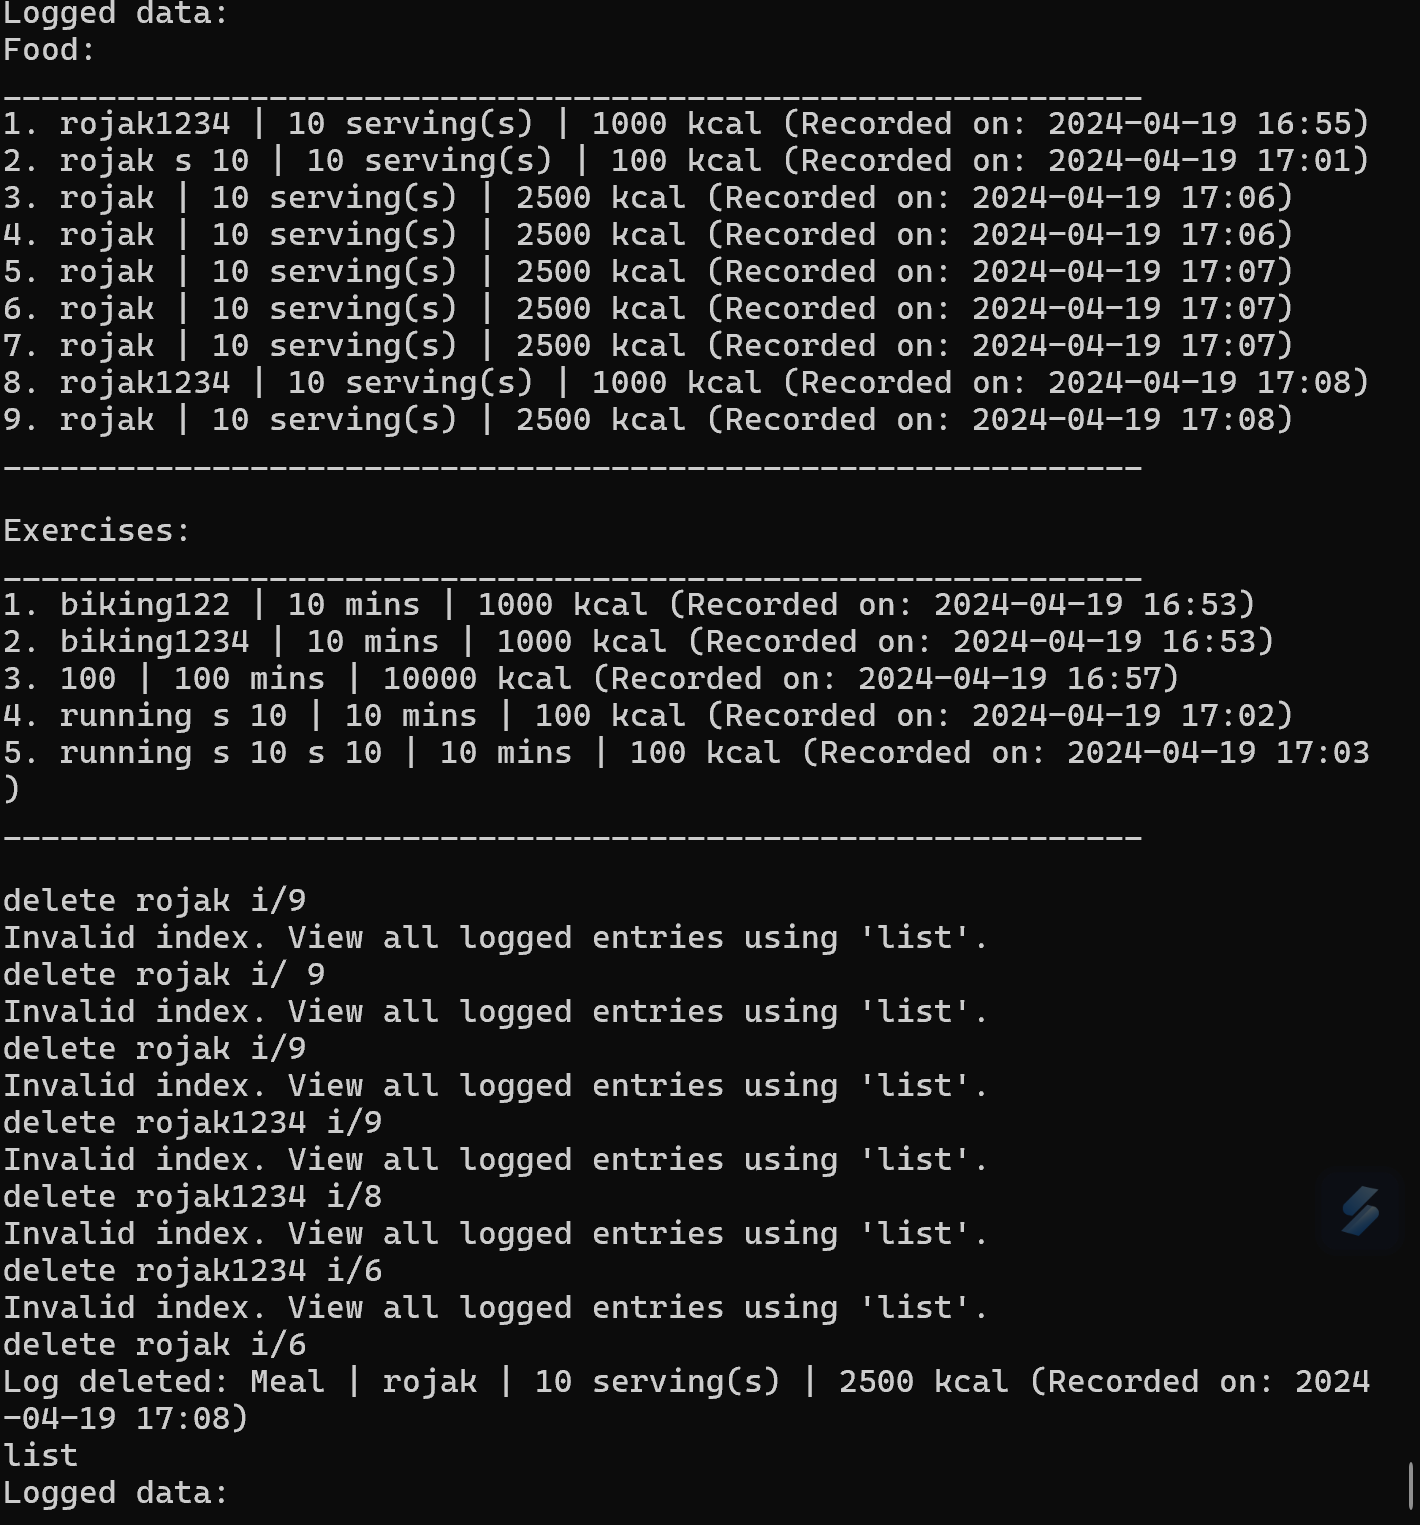 Logged data:
Food:
____________________________________________________________
1. rojak1234 | 10 serving(s) | 1000 kcal (Recorded on: 2024-04-19 16:55)
2. rojak s 10 | 10 serving(s) | 100 kcal (Recorded on: 2024-04-19 17:01)
3. rojak | 10 serving(s) | 2500 kcal (Recorded on: 2024-04-19 17:06)
4. rojak | 10 serving(s) | 2500 kcal (Recorded on: 2024-04-19 17:06)
5. rojak | 10 serving(s) | 2500 kcal (Recorded on: 2024-04-19 17:07)
6. rojak | 10 serving(s) | 2500 kcal (Recorded on: 2024-04-19 17:07)
7. rojak | 10 serving(s) | 2500 kcal (Recorded on: 2024-04-19 17:07)
8. rojak1234 | 10 serving(s) | 1000 kcal (Recorded on: 2024-04-19 17:08)
9. rojak | 10 serving(s) | 2500 kcal (Recorded on: 2024-04-19 17:08)
____________________________________________________________
Exercises:
____________________________________________________________
1. biking122 | 10 mins | 1000 kcal (Recorded on: 2024-04-19 16:53)
2. biking1234 | 10 mins | 1000 kcal (Recorded on: 2024-04-19 16:53)
3. 100 | 100 mins | 10000 kcal (Recorded on: 2024-04-19 16:57)
4. running s 10 | 10 mins | 100 kcal (Recorded on: 2024-04-19 17:02)
5. running s 10 s 10 | 10 mins | 100 kcal (Recorded on: 2024-04-19 17:03
)
____________________________________________________________
delete rojak i/9
Invalid index. View all logged entries using 'list'.
delete rojak i/ 9
Invalid index. View all logged entries using 'list'.
delete rojak i/9
Invalid index. View all logged entries using 'list'.
delete rojak1234 i/9
Invalid index. View all logged entries using 'list'.
delete rojak1234 i/8
Invalid index. View all logged entries using 'list'.
delete rojak1234 i/6
Invalid index. View all logged entries using 'list'.
delete rojak i/6
Log deleted: Meal | rojak | 10 serving(s) | 2500 kcal (Recorded on: 2024
-04-19 17:08)
list
Logged data: